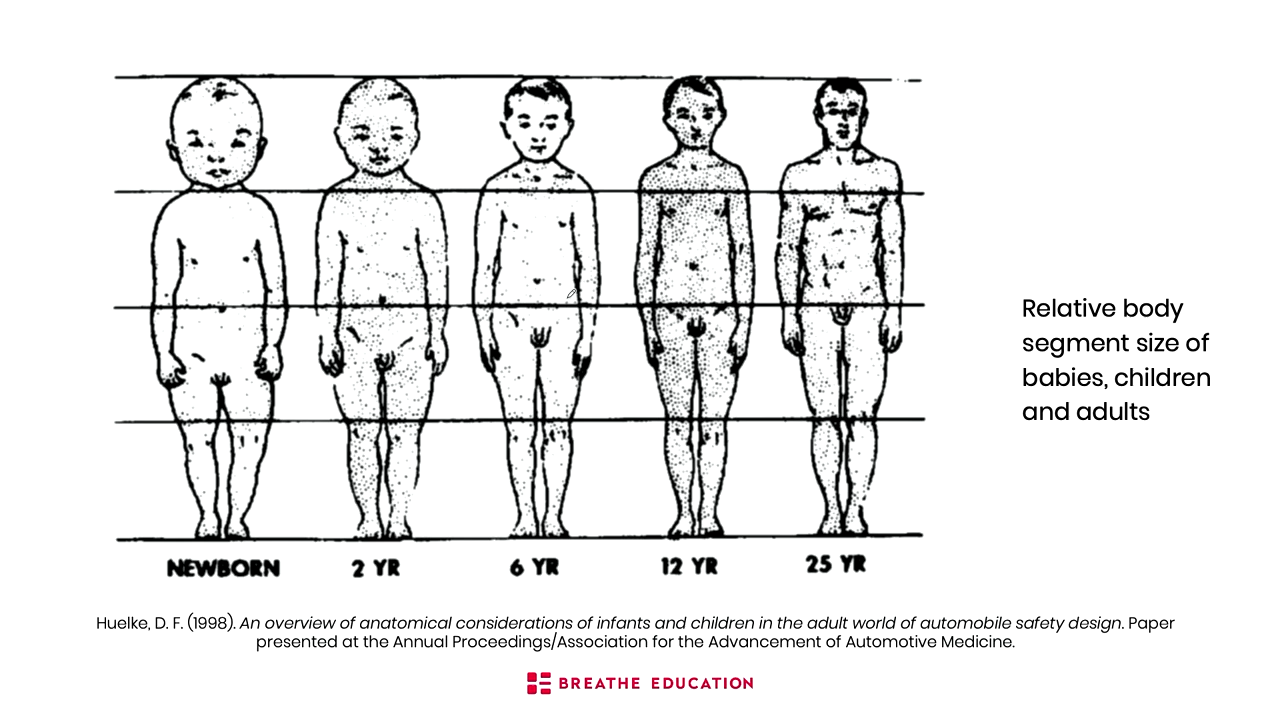 Relative body
segment size of
babies, children
and adults
NEWBORN 2 YR 6 YR 12 YR 25 YR
Huelke, D. F. (1998). An overview of anatomical considerations of infants and children in the adult world of automobile safety design. Paper
presented at the Annual Proceedings/Association for the Advancement of Automotive Medicine.
BREATHE EDUCATION